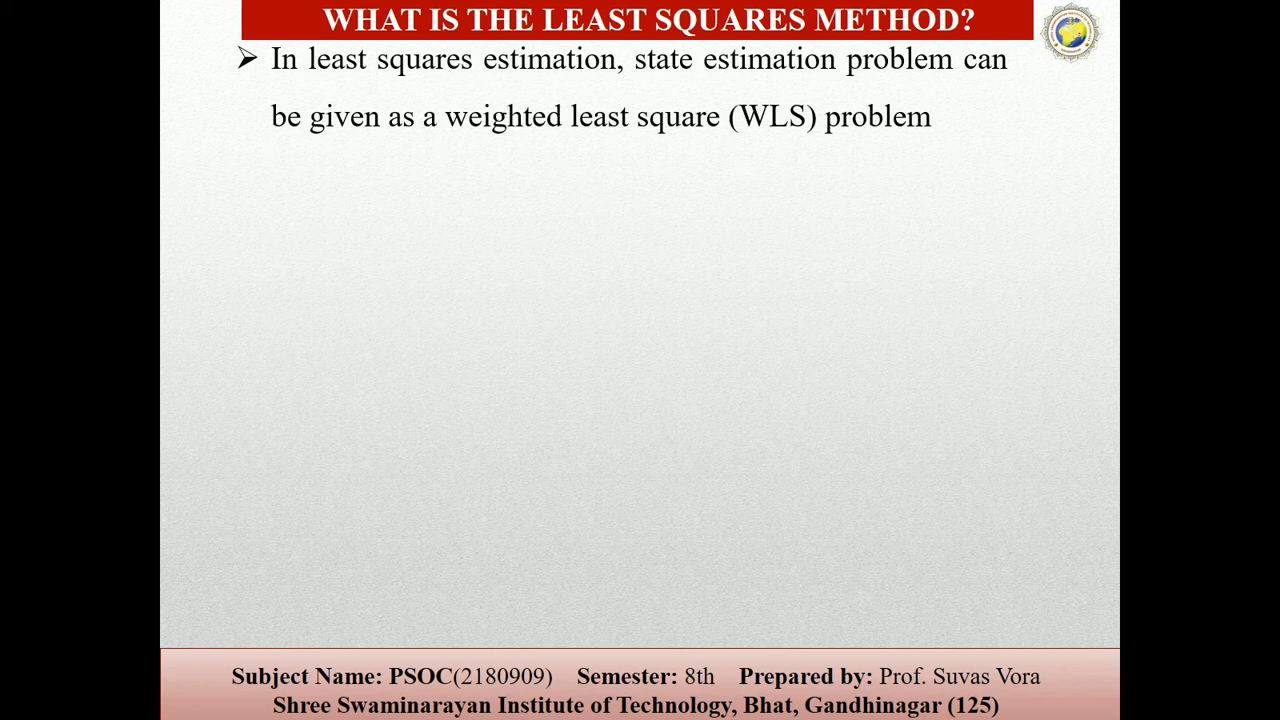 WHAT IS THE LEAST SQUARES METHOD?
➢ In least squares estimation, state estimation problem can
be given as a weighted least square (WLS) problem
Subject Name: PSOC(2180909) Semester: 8th Prepared by: Prof. Suvas Vora
Shree Swaminarayan Institute of Technology, Bhat, Gandhinagar (125)